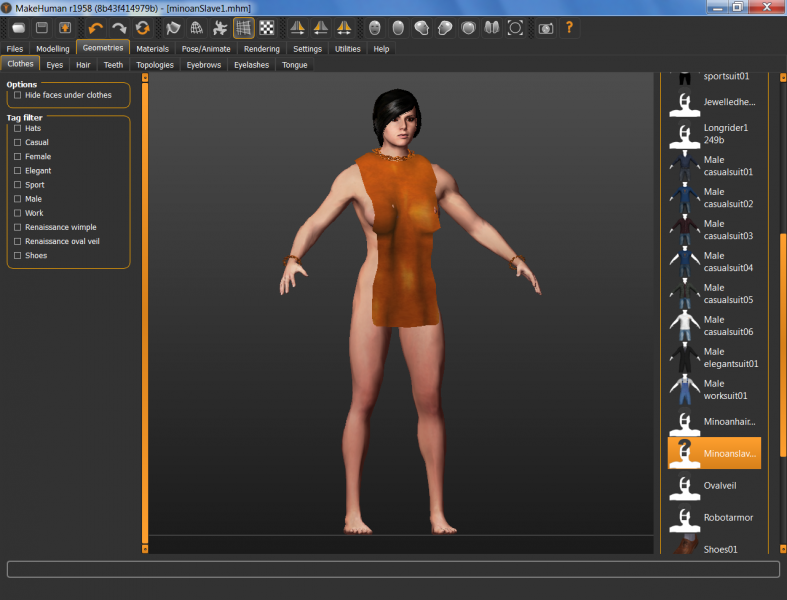 MakeHuman r1958 (8b43f414979b) - [minoanSlave1.mhm]
Files Modelling Geometries Materials Pose/Animate Rendering Settings Utilities Help
Clothes Eyes Hair Teeth Topologies Eyebrows Eyelashes Tongue
Options
Hide faces under clothes
Tag filter
Hats
Casual
Female
Elegant
Sport
Male
Work
Renaissance wimple
Renaissance oval veil
Shoes
sportsuit01
Jewelledhe...
Longrider1
249b
Male
casualsuit01
Male
casualsuit02
Male
casualsuit03
Male
casualsuit04
Male
casualsuit05
Male
casualsuit06
Male
elegantsuit01
Male
worksuit01
Minoanhair...
Minoanslav...
Ovalveil
Robotarmor
Shoes01